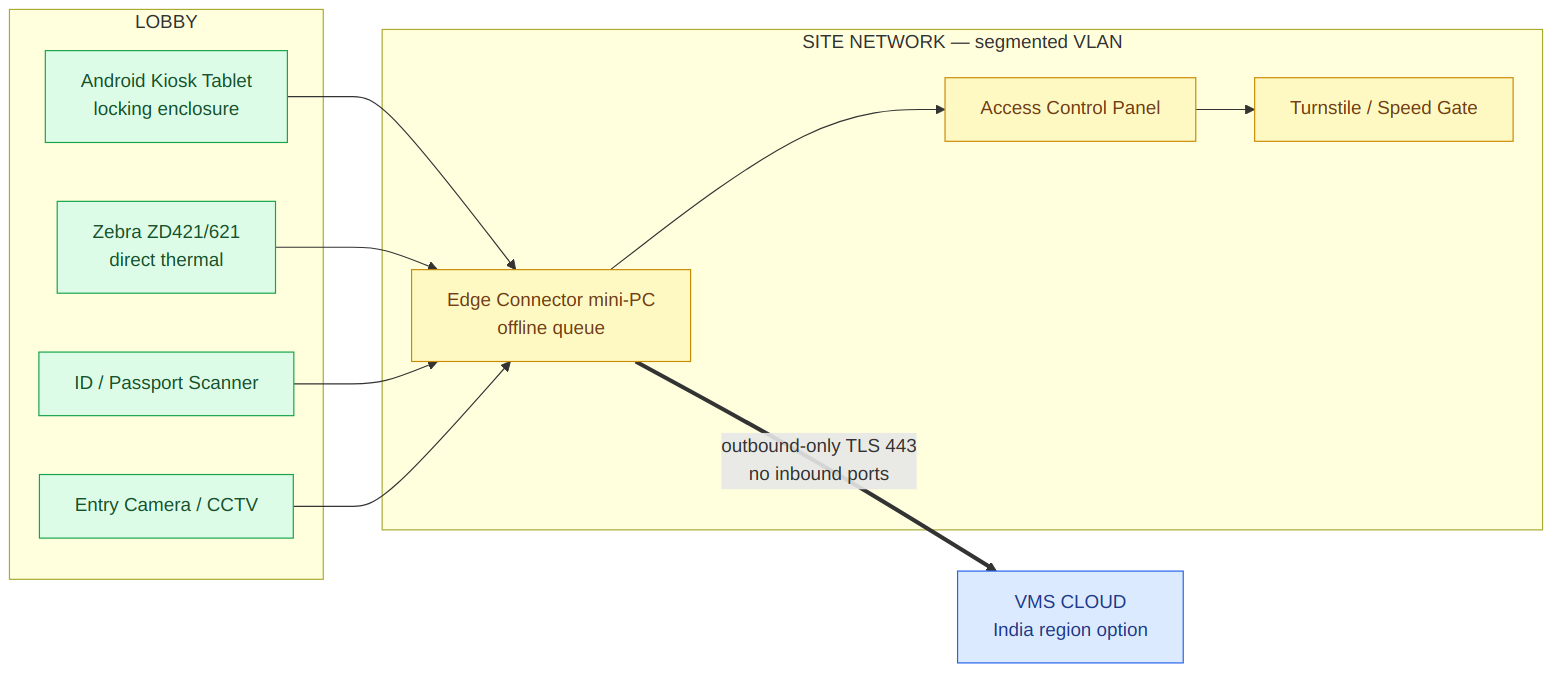 LOBBY
Android Kiosk Tablet
locking enclosure
Zebra ZD421/621
direct thermal
ID / Passport Scanner
Entry Camera / CCTV
SITE NETWORK — segmented VLAN
Edge Connector mini-PC
offline queue
Access Control Panel
Turnstile / Speed Gate
outbound-only TLS 443
no inbound ports
VMS CLOUD
India region option